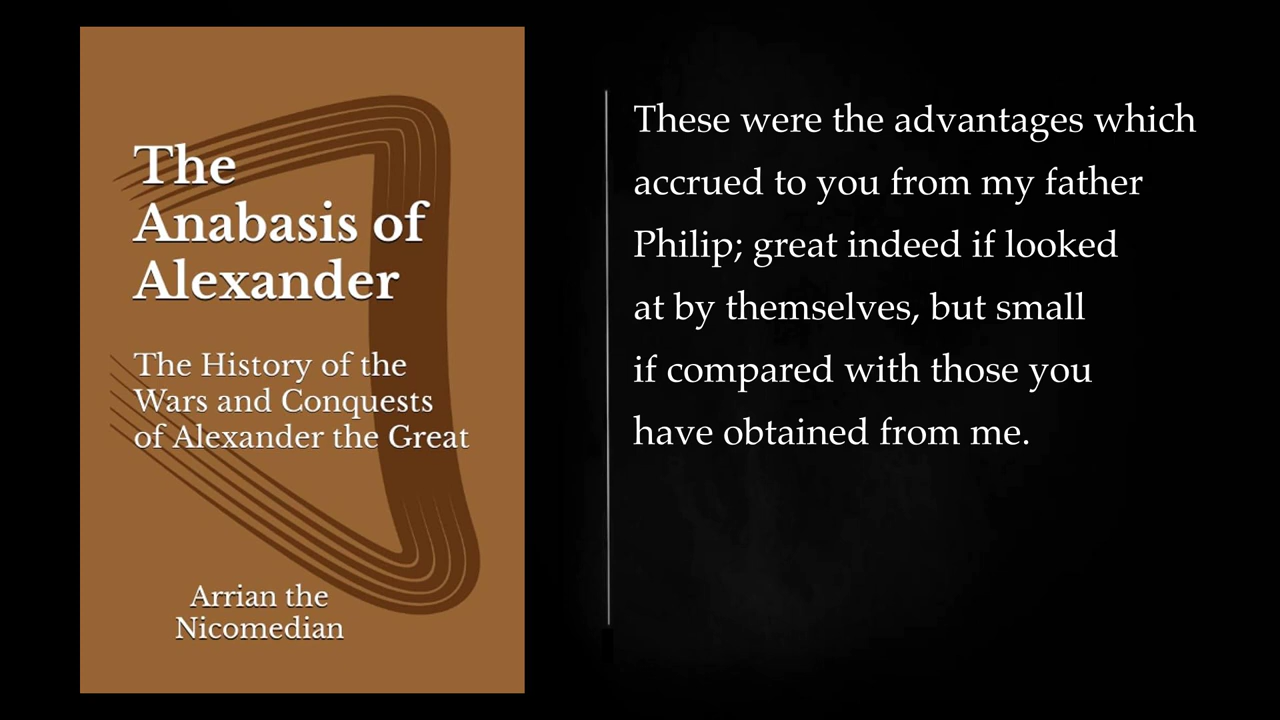 The
Anabasis of
Alexander
The History of the
Wars and Conquests
of Alexander the Great
Arrian the
Nicomedian
These were the advantages which
accrued to you from my father
Philip; great indeed if looked
at by themselves, but small
if compared with those you
have obtained from me.